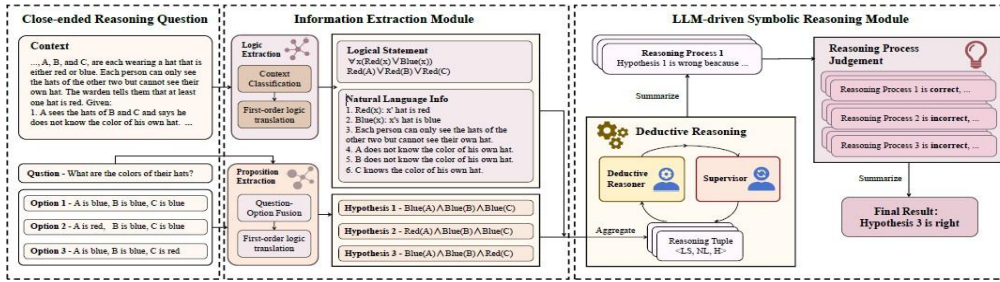 Close-ended Reasoning Question
Context
..., A, B, and C, are each wearing a hat that is
either red or blue. Each person can only see
the hats of the other two but cannot see their
own hat. The warden tells them that at least
one hat is red. Given:
1. A sees the hats of B and C and says he
does not know the color of his own hat. ...
Qustion - What are the colors of their hats?
Option 1 - A is blue, B is blue, C is blue
Option 2 - A is red, B is blue, C is blue
Option 3 - A is blue, B is blue, C is red
Information Extraction Module
Logic
Extraction
Context
Classification
First-order logic
translation
Proposition
Extraction
Question-
Option Fusion
First-order logic
translation
Logical Statement
∀x(Red(x)∨Blue(x))
Red(A)∨Red(B)∨Red(C)
Natural Language Info
1. Red(x): x' hat is red
2. Blue(x): x's hat is blue
3. Each person can only see the hats of the
other two but cannot see their own hat.
4. A does not know the color of his own hat.
5. B does not know the color of his own hat.
6. C knows the color of his own hat.
Hypothesis 1 - Blue(A)∧Blue(B)∧Blue(C)
Hypothesis 2 - Red(A)∧Blue(B)∧Blue(C)
Hypothesis 3 - Blue(A)∧Blue(B)∧Red(C)
LLM-driven Symbolic Reasoning Module
Reasoning Process 1
Hypothesis 1 is wrong beacause ...
Summarize
Deductive Reasoning
Deductive
Reasoner
Supervisor
Aggregate
Reasoning Tuple
<LS, NL, H>
Reasoning Process
Judgement
Reasoning Process 1 is correct, ...
Reasoning Process 2 is incorrect, ...
Reasoning Process 3 is incorrect, ...
Summarize
Final Result:
Hypothesis 3 is right